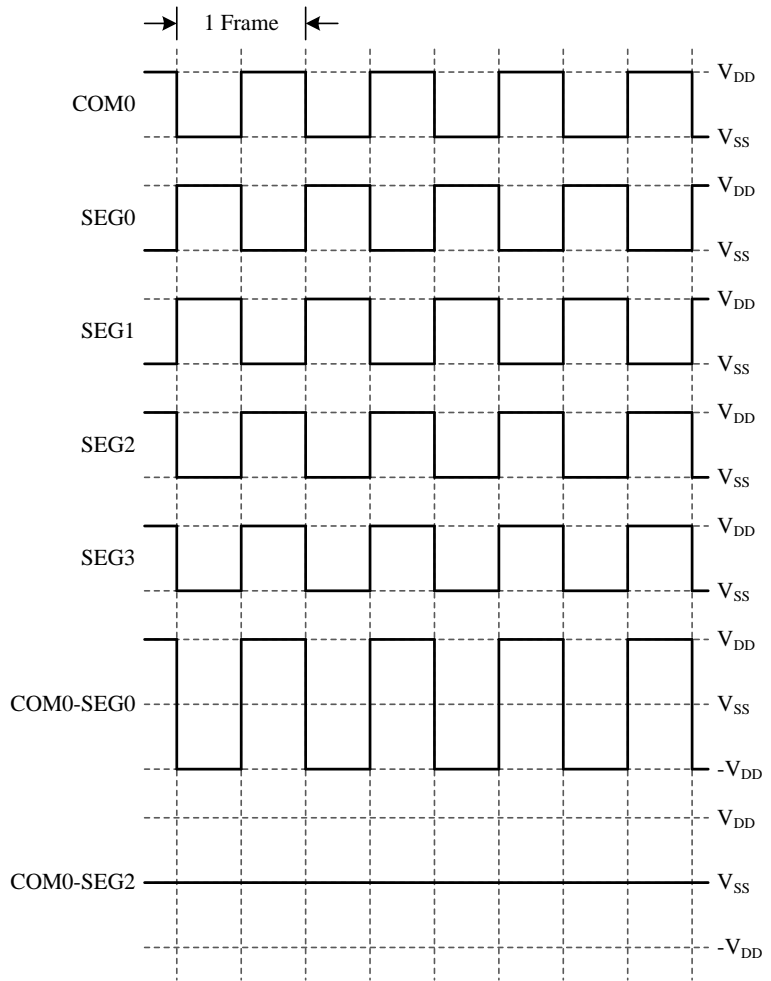 1 Frame
COM0
V_DD
V_SS
SEG0
V_DD
V_SS
SEG1
V_DD
V_SS
SEG2
V_DD
V_SS
SEG3
V_DD
V_SS
COM0-SEG0
V_DD
V_SS
-V_DD
COM0-SEG2
V_DD
V_SS
-V_DD